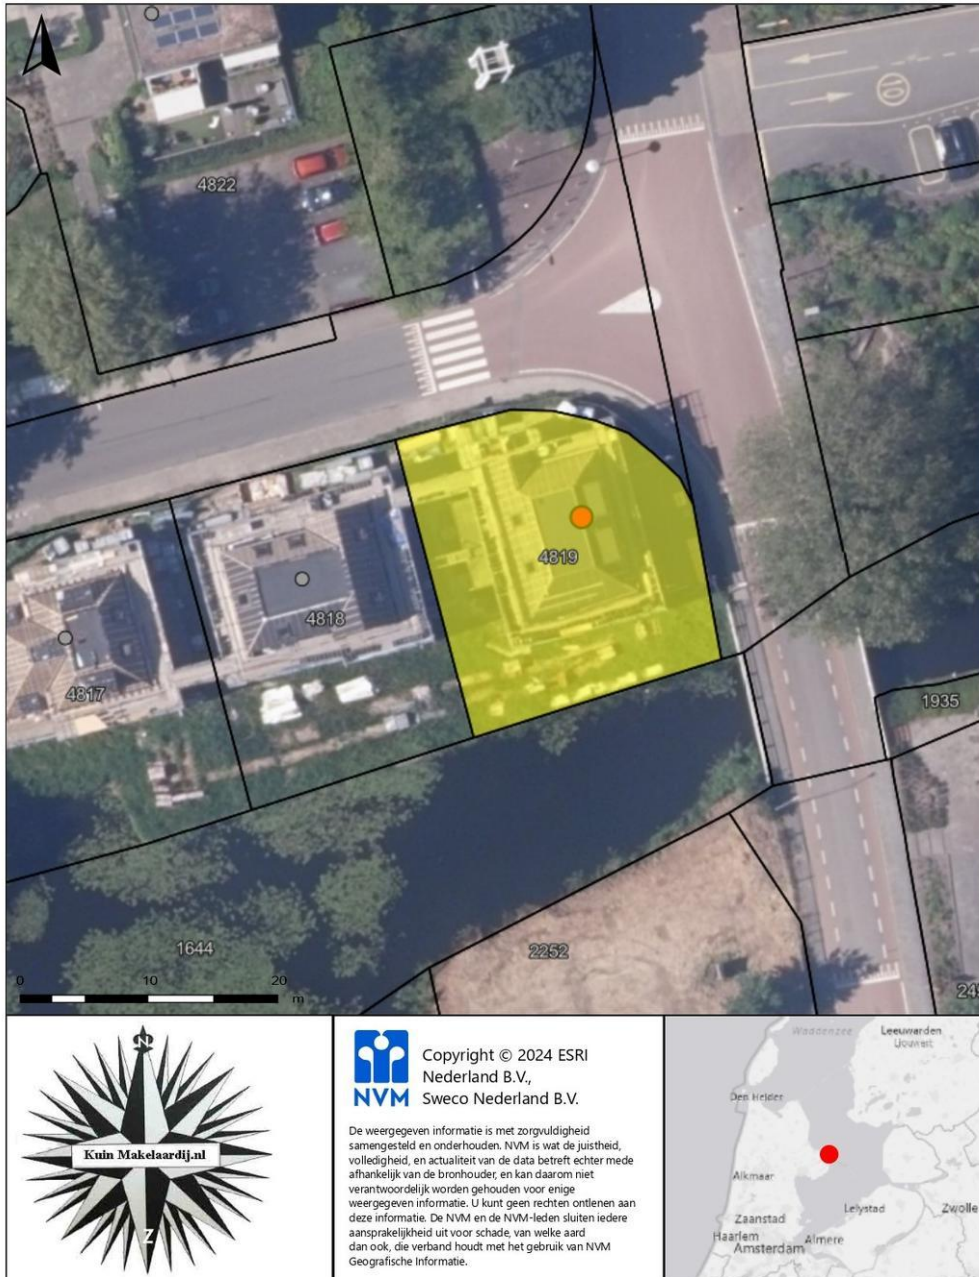 4822
4819
4818
4817
1935
1644
2252
0 10 20
m
N
Kuin Makelaardij.nl
Z
NVM
Copyright © 2024 ESRI
Nederland B.V.,
Sweco Nederland B.V.
De weergegeven informatie is met zorgvuldigheid
samengesteld en onderhouden. NVM is wat de juistheid,
volledigheid, en actualiteit van de data betreft echter mede
afhankelijk van de bronhouder, en kan daarom niet
verantwoordelijk worden gehouden voor enige
weergegeven informatie. U kunt geen rechten ontlenen aan
deze informatie. De NVM en de NVM-leden sluiten iedere
aansprakelijkheid uit voor schade, van welke aard
dan ook, die verband houdt met het gebruik van NVM
Geografische Informatie.
Waddenzee
Leeuwarden
Den Helder
Alkmaar
Lelystad
Zwolle
Zaanstad
Haarlem
Almere
Amsterdam